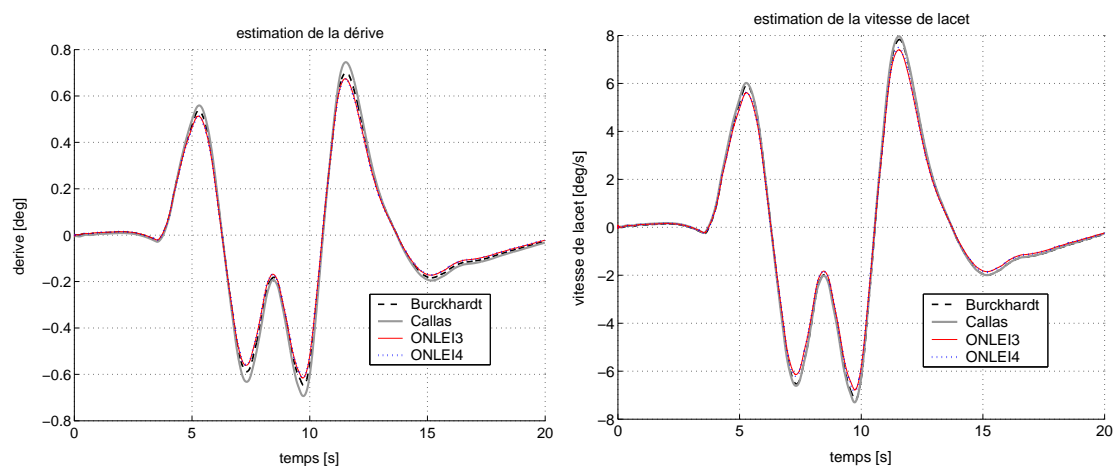 estimation de la dérive
0.8
0.6
0.4
0.2
0
−0.2
−0.4
−0.6
−0.8
derive [deg]
0
5
10
15
20
temps [s]
Burckhardt
Callas
ONLEI3
ONLEI4
estimation de la vitesse de lacet
8
6
4
2
0
−2
−4
−6
−8
vitesse de lacet [deg/s]
0
5
10
15
20
temps [s]
Burckhardt
Callas
ONLEI3
ONLEI4